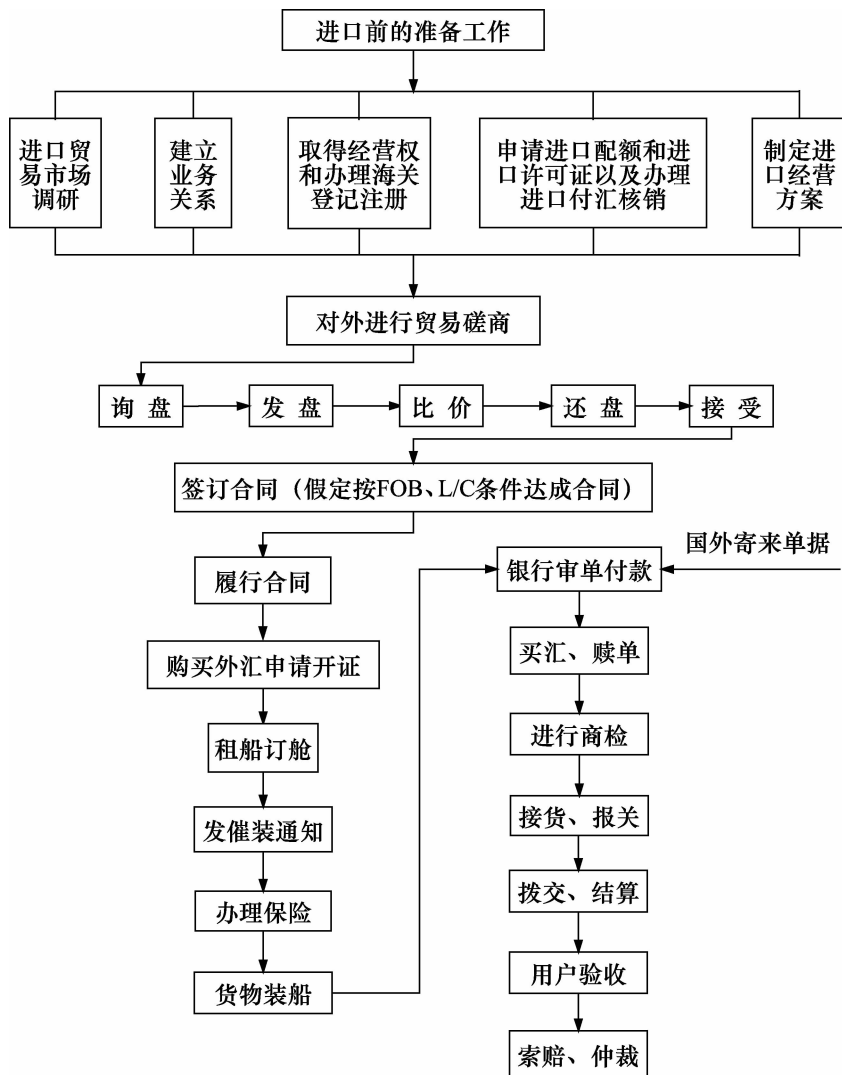 进口前的准备工作
进口贸
易市场
调研
建立
业务
关系
取得经营权
和办理海关
登记注册
申请进口配额和进
口许可证以及办理
进口付汇核销
制定进
口经营
方案
对外进行贸易磋商
询 盘
发 盘
比 价
还 盘
接 受
签订合同（假定按FOB、L/C条件达成合同）
履行合同
购买外汇申请开证
租船订舱
发催装通知
办理保险
货物装船
国外寄来单据
银行审单付款
买汇、赎单
进行商检
接货、报关
拨交、结算
用户验收
索赔、仲裁